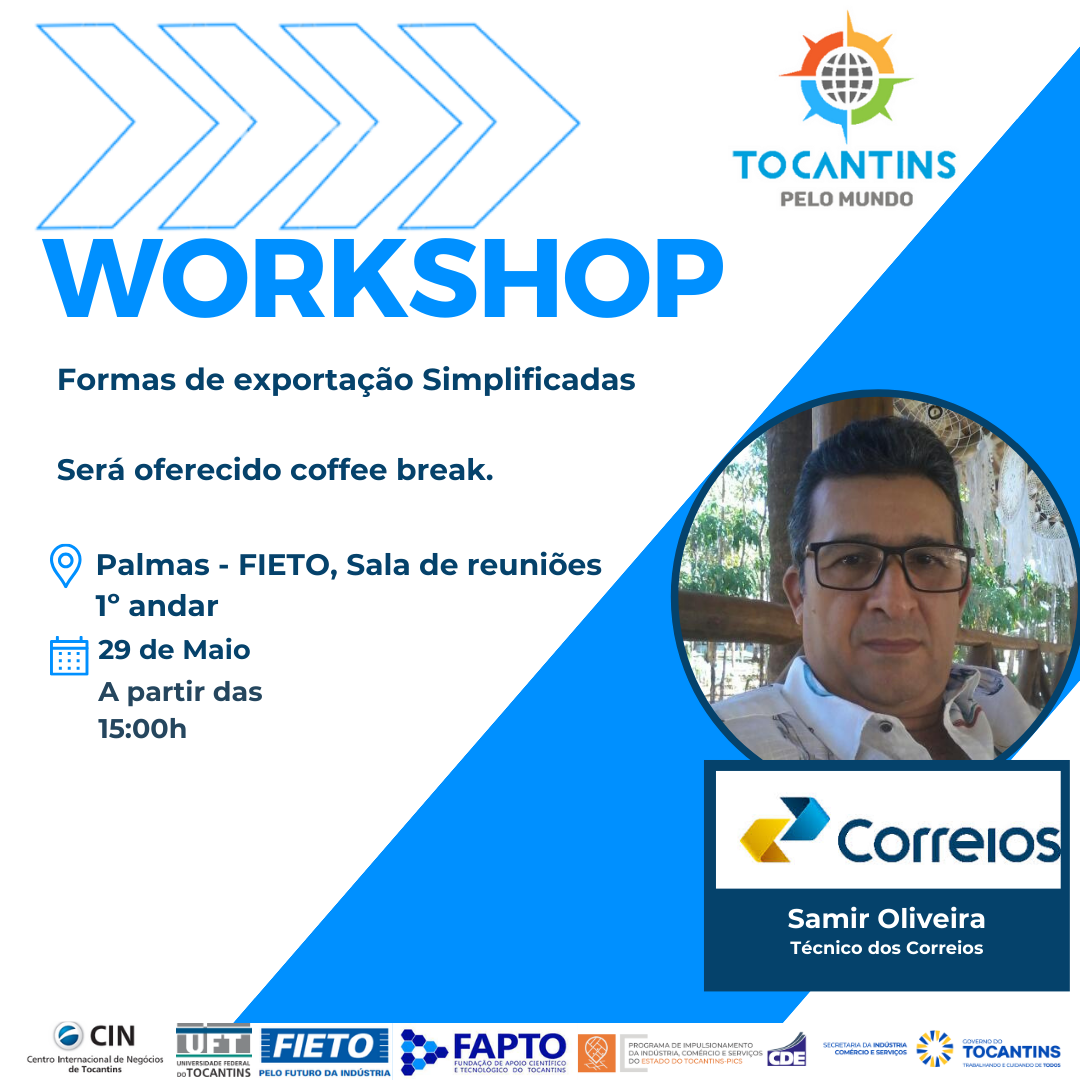 TOCANTINS
PELO MUNDO
WORKSHOP
Formas de exportação Simplificadas
Será oferecido coffee break.
Palmas - FIETO, Sala de reuniões
1º andar
29 de Maio
A partir das
15:00h
Correios
Samir Oliveira
Técnico dos Correios
CIN
Centro Internacional de Negócios
de Tocantins
UFT
UNIVERSIDADE FEDERAL
DO TOCANTINS
FIETO
PELO FUTURO DA INDÚSTRIA
FAPTO
FUNDAÇÃO DE APOIO CIENTÍFICO
E TECNOLÓGICO DO TOCANTINS
PROGRAMA DE IMPULSIONAMENTO
DA INDÚSTRIA, COMÉRCIO E SERVIÇOS
DO ESTADO DO TOCANTINS-PICS
CDE
SECRETARIA DA INDÚSTRIA
COMÉRCIO E SERVIÇOS
GOVERNO DO
TOCANTINS
TRABALHANDO E CUIDANDO DE TODOS